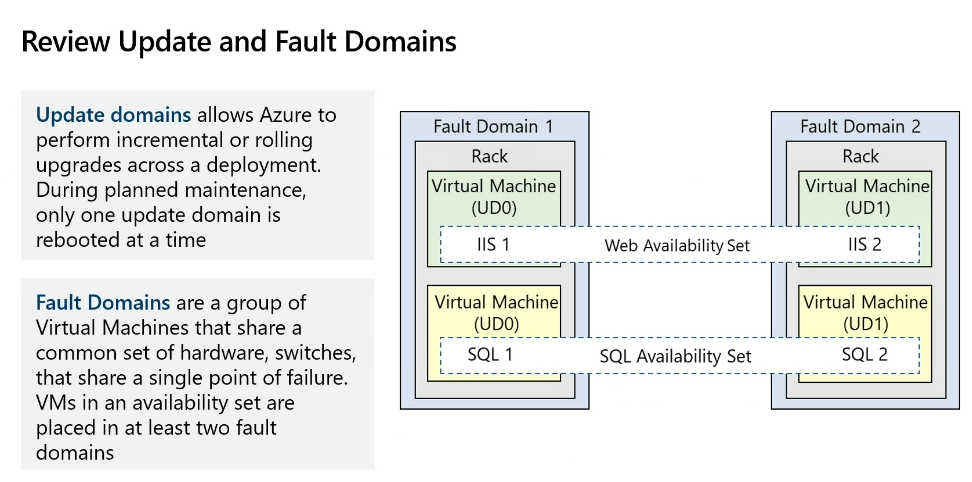 Review Update and Fault Domains
Update domains allows Azure to
perform incremental or rolling
upgrades across a deployment.
During planned maintenance,
only one update domain is
rebooted at a time
Fault Domains are a group of
Virtual Machines that share a
common set of hardware, switches,
that share a single point of failure.
VMs in an availability set are
placed in at least two fault
domains
Fault Domain 1
Rack
Virtual Machine
(UD0)
IIS 1
Web Availability Set
Virtual Machine
(UD0)
SQL 1
SQL Availability Set
Fault Domain 2
Rack
Virtual Machine
(UD1)
IIS 2
Virtual Machine
(UD1)
SQL 2